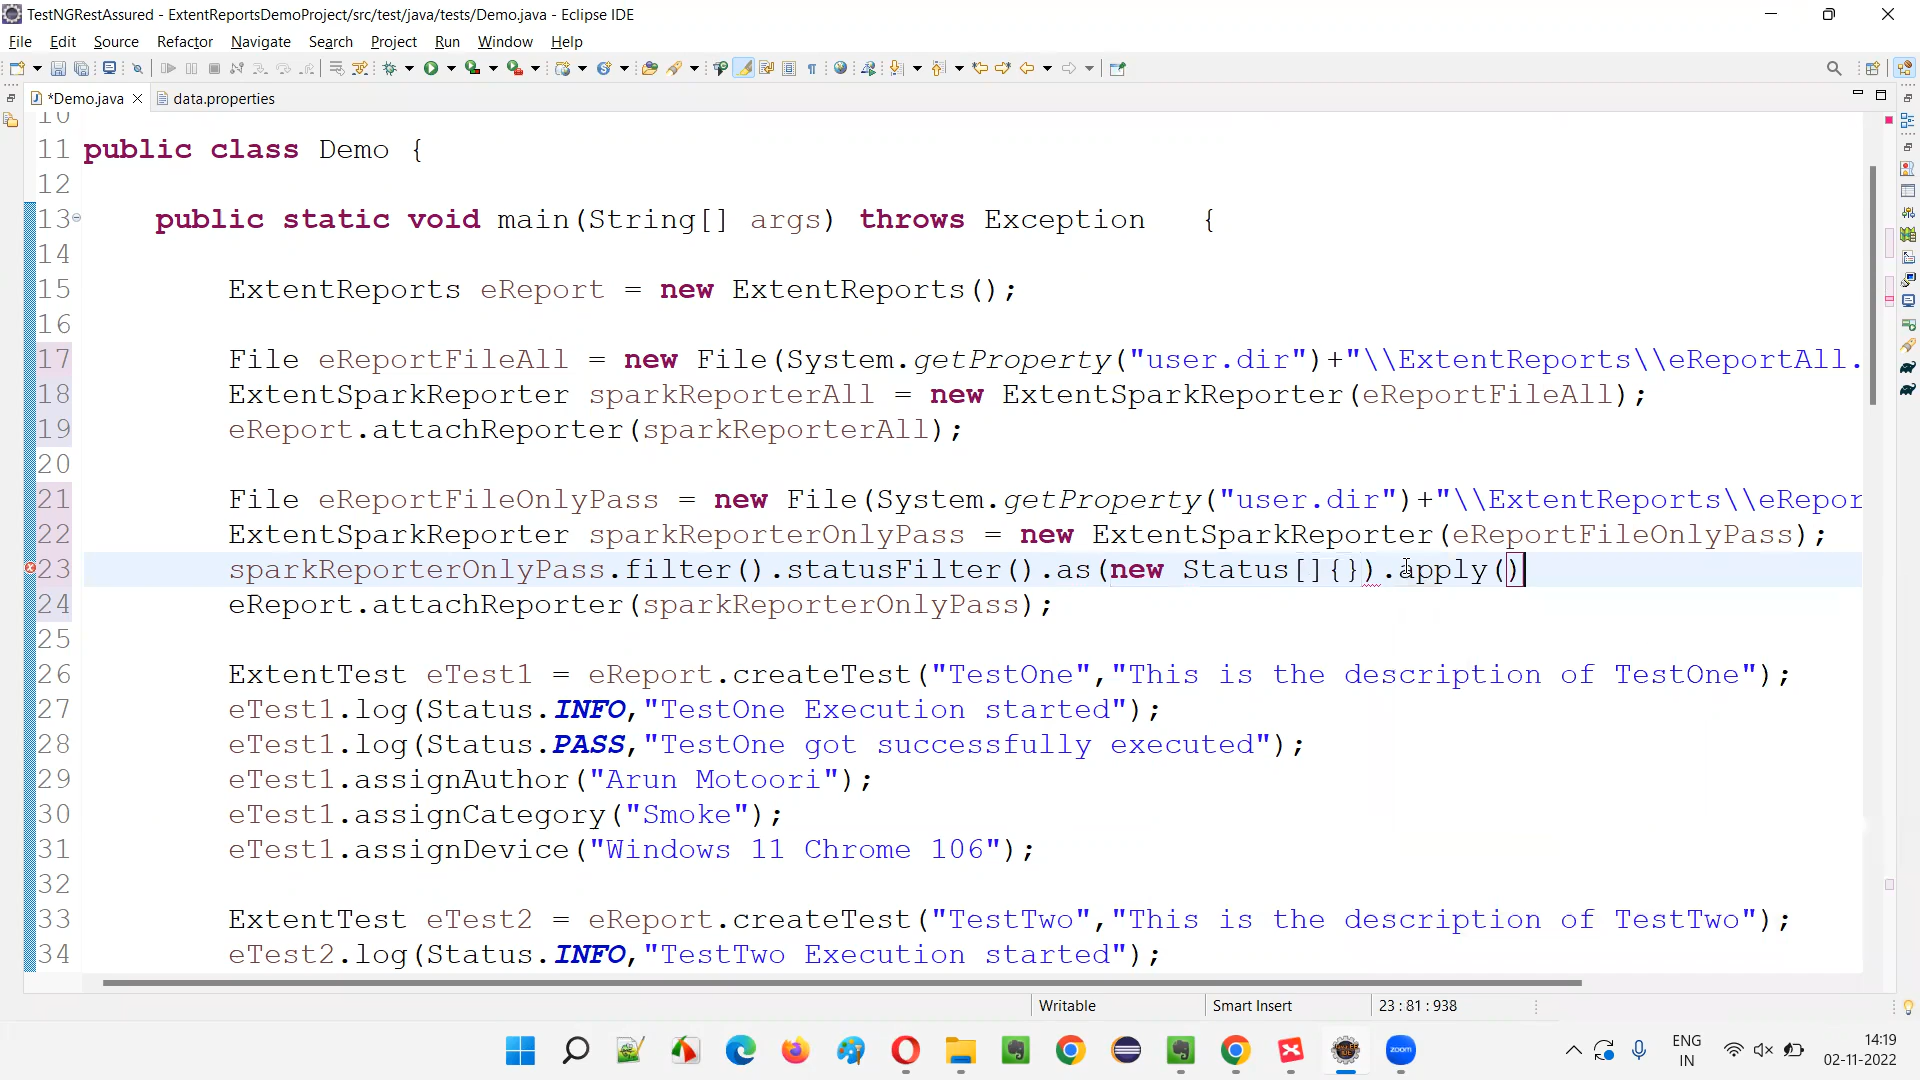 TestNGRestAssured - ExtentReportsDemoProject/src/test/java/tests/Demo.java - Eclipse IDE
File Edit Source Refactor Navigate Search Project Run Window Help
*Demo.java data.properties
10
11 public class Demo {
12
13 public static void main(String[] args) throws Exception {
14
15 ExtentReports eReport = new ExtentReports();
16
17 File eReportFileAll = new File(System.getProperty("user.dir")+"\\ExtentReports\\eReportAll.
18 ExtentSparkReporter sparkReporterAll = new ExtentSparkReporter(eReportFileAll);
19 eReport.attachReporter(sparkReporterAll);
20
21 File eReportFileOnlyPass = new File(System.getProperty("user.dir")+"\\ExtentReports\\eRepor
22 ExtentSparkReporter sparkReporterOnlyPass = new ExtentSparkReporter(eReportFileOnlyPass);
23 sparkReporterOnlyPass.filter().statusFilter().as(new Status[]{}).apply()
24 eReport.attachReporter(sparkReporterOnlyPass);
25
26 ExtentTest eTest1 = eReport.createTest("TestOne","This is the description of TestOne");
27 eTest1.log(Status.INFO,"TestOne Execution started");
28 eTest1.log(Status.PASS,"TestOne got successfully executed");
29 eTest1.assignAuthor("Arun Motoori");
30 eTest1.assignCategory("Smoke");
31 eTest1.assignDevice("Windows 11 Chrome 106");
32
33 ExtentTest eTest2 = eReport.createTest("TestTwo","This is the description of TestTwo");
34 eTest2.log(Status.INFO,"TestTwo Execution started");
Writable Smart Insert 23 : 81 : 938
zoom
ENG
IN
14:19
02-11-2022